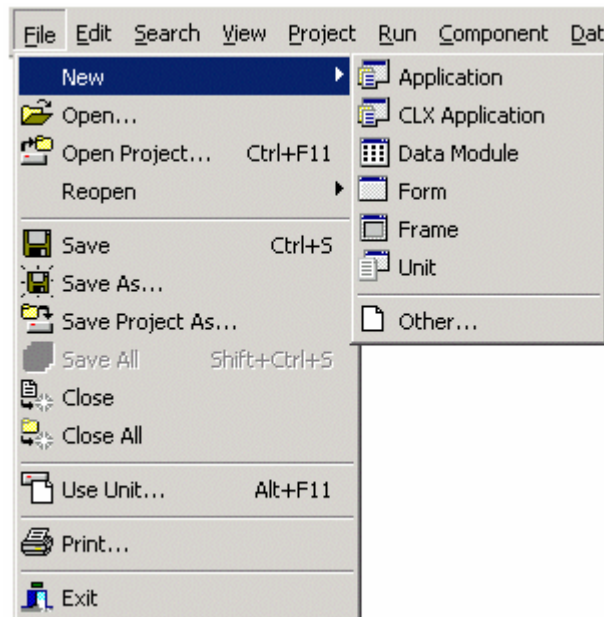 File Edit Search View Project Run Component Dat
New
Open...
Open Project... Ctrl+F11
Reopen
Save Ctrl+S
Save As...
Save Project As...
Save All Shift+Ctrl+S
Close
Close All
Use Unit... Alt+F11
Print...
Exit
Application
CLX Application
Data Module
Form
Frame
Unit
Other...